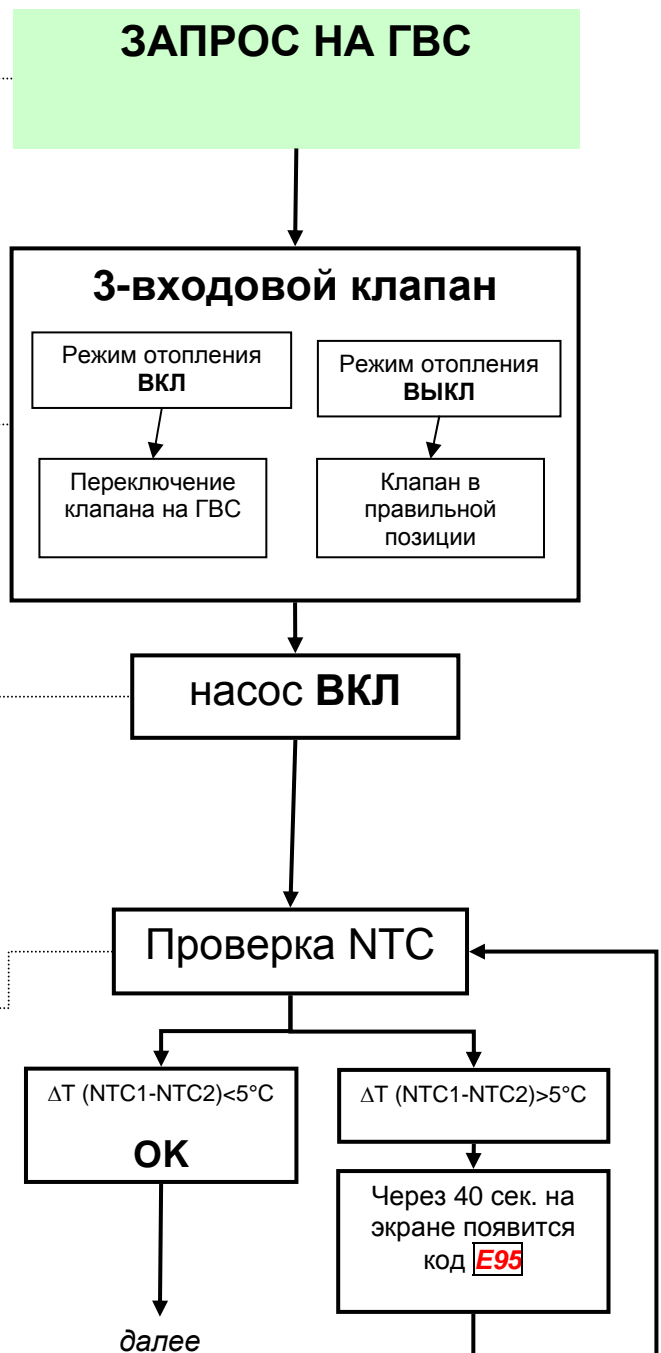 ЗАПРОС НА ГВС
3-входовой клапан
Режим отопления
ВКЛ
Режим отопления
ВЫКЛ
Переключение
клапана на ГВС
Клапан в
правильной
позиции
насос ВКЛ
Проверка NTC
∆T (NTC1-NTC2)<5°C
OK
∆T (NTC1-NTC2)>5°C
Через 40 сек. на
экране появится
код E95
далее